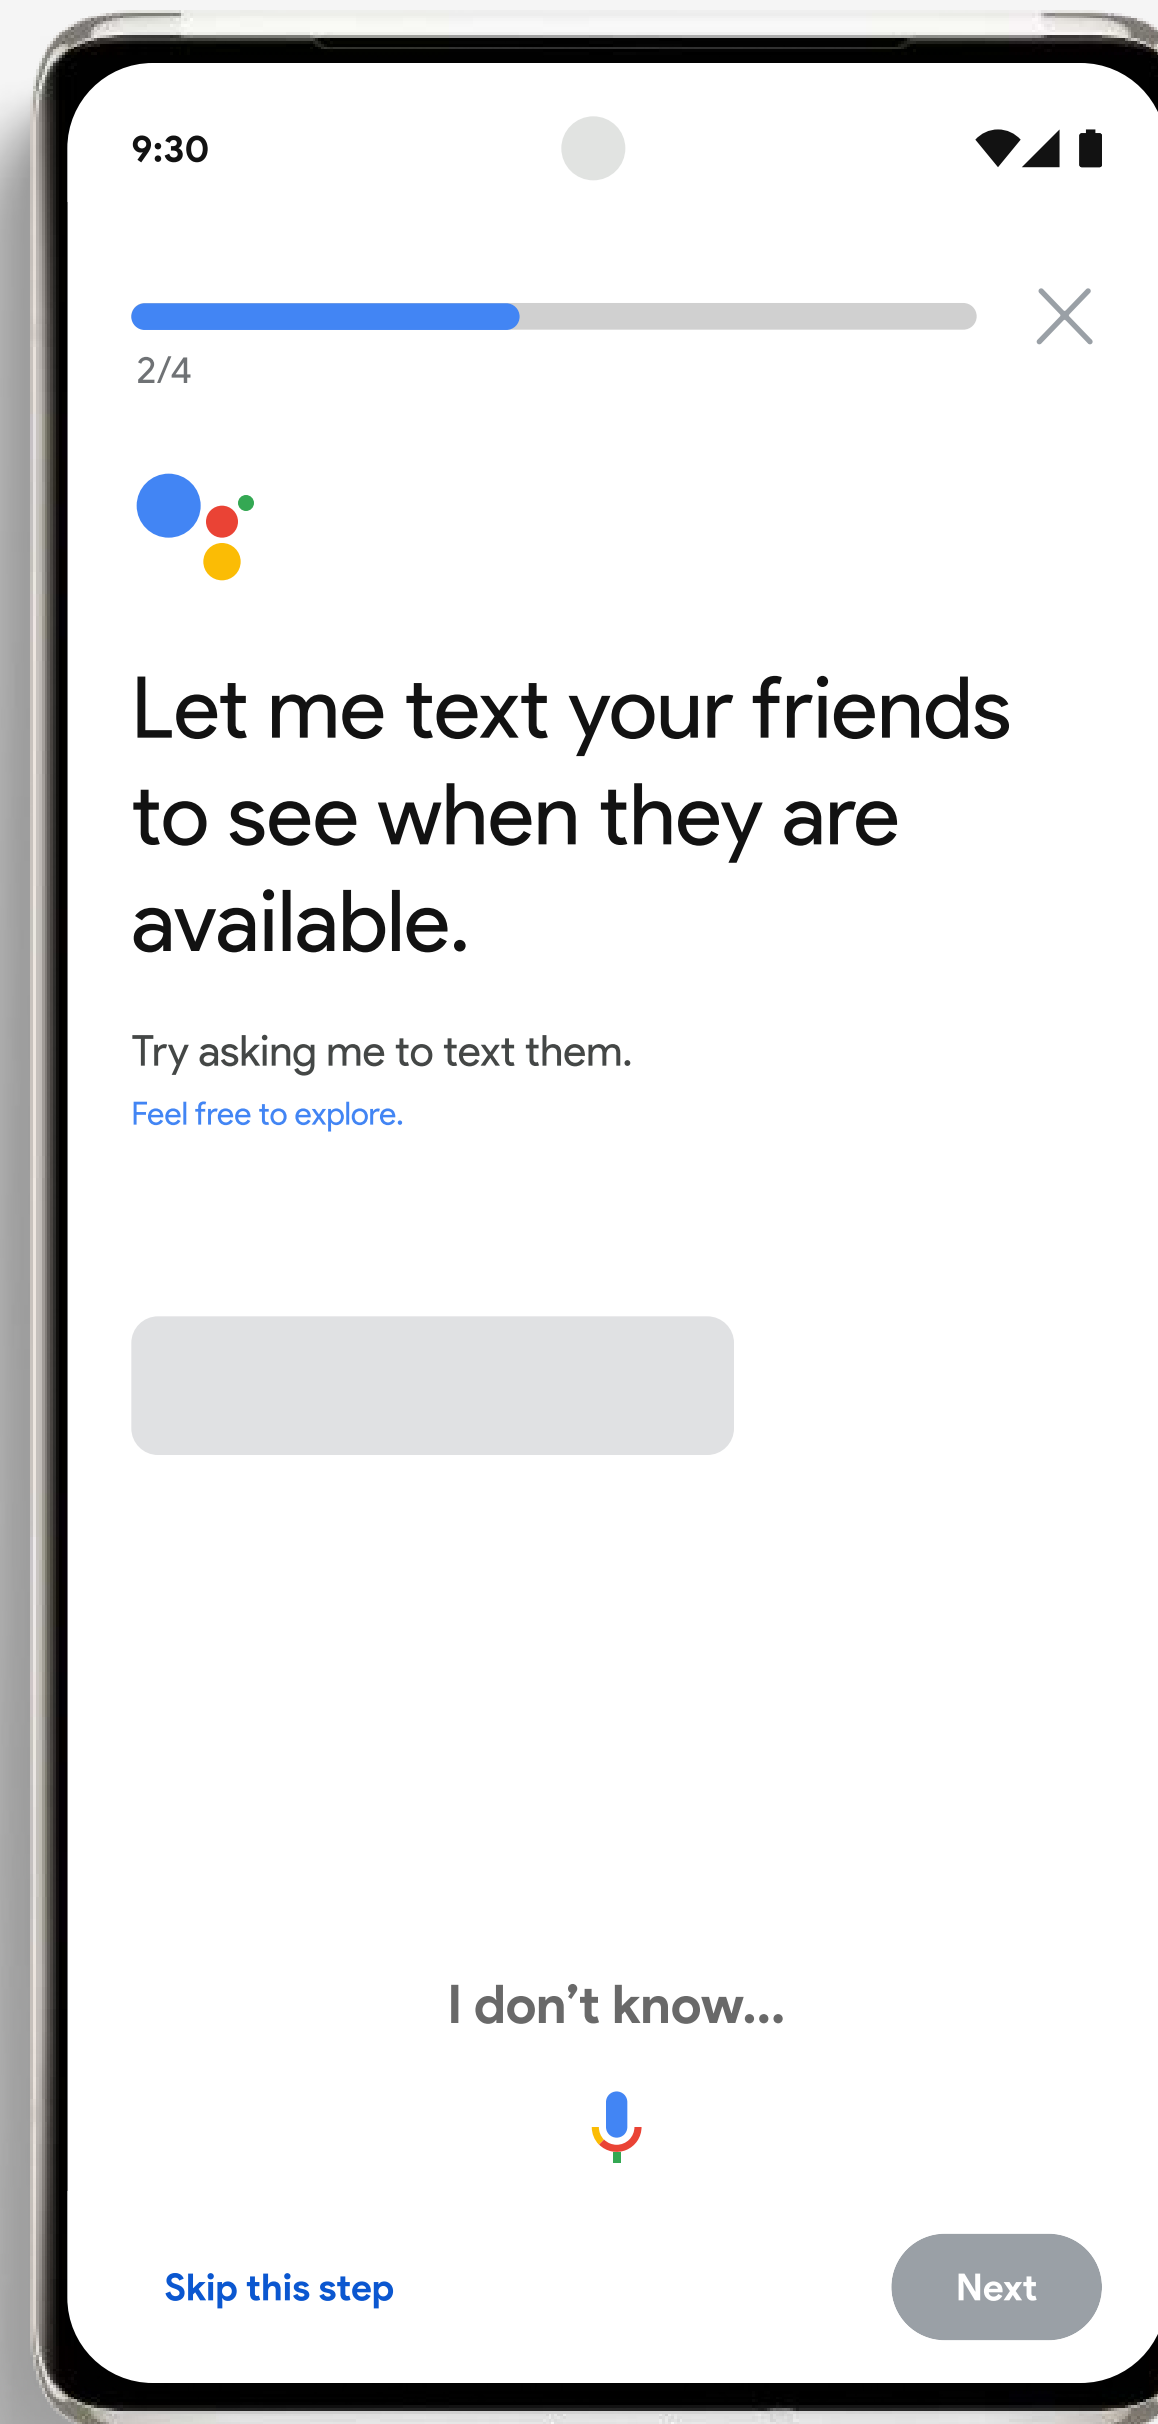 9:30
2/4
Let me text your friends
to see when they are
available.
Try asking me to text them.
Feel free to explore.
I don’t know...
Skip this step
Next